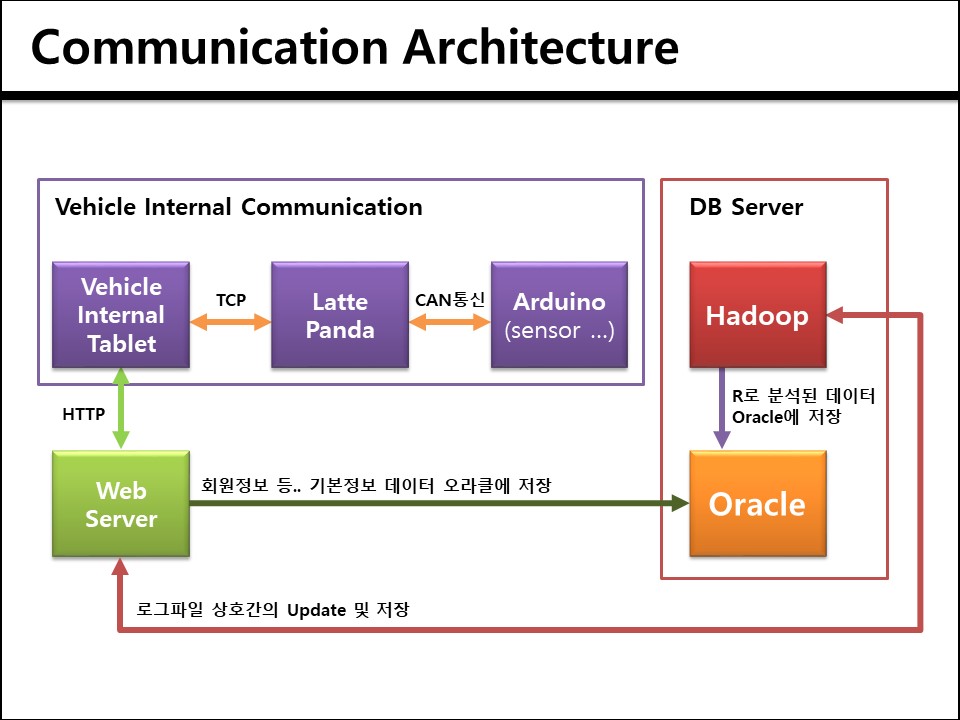 Communication Architecture
Vehicle Internal Communication
DB Server
Vehicle
Internal
Tablet
TCP
Latte
Panda
CAN통신
Arduino
(sensor ...)
Hadoop
HTTP
R로 분석된 데이터
Oracle에 저장
Web
Server
회원정보 등.. 기본정보 데이터 오라클에 저장
Oracle
로그파일 상호간의 Update 및 저장